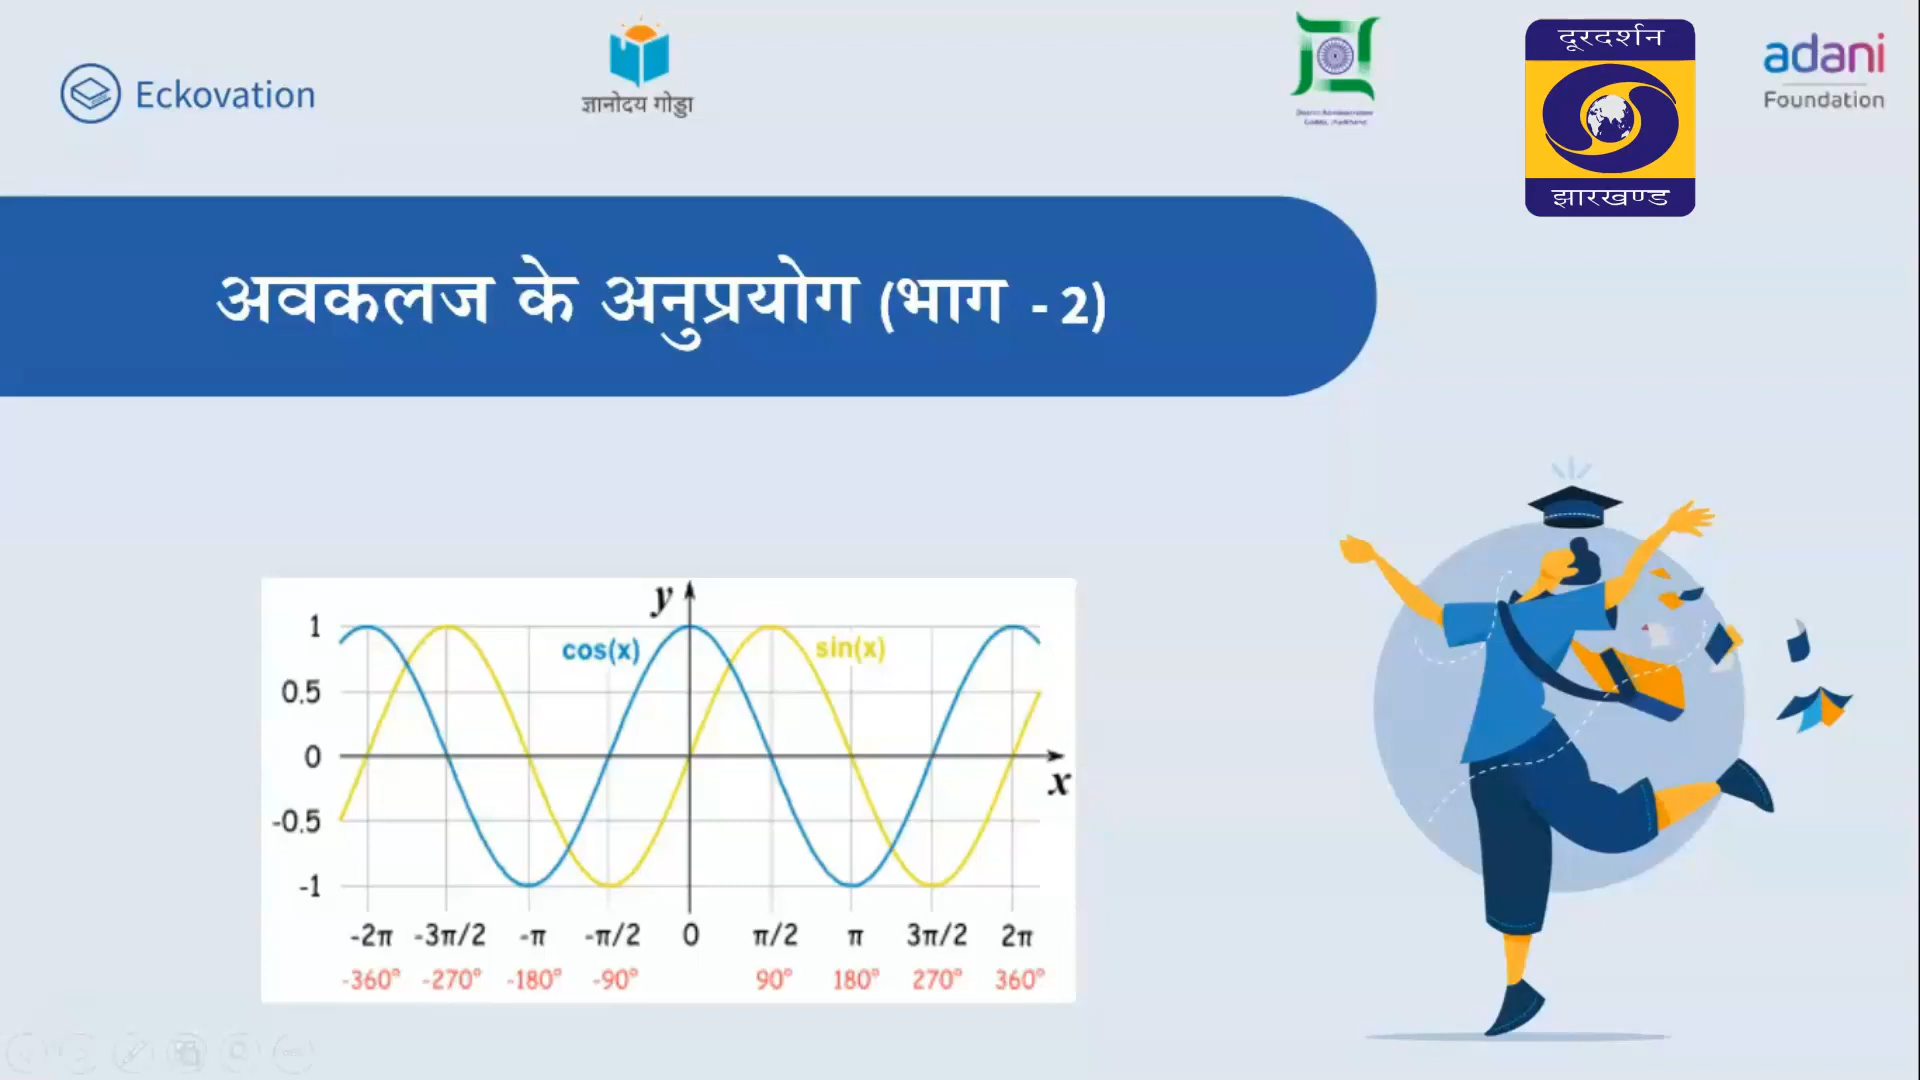 Eckovation
ज्ञानोदय गोड्डा
दूरदर्शन
झारखण्ड
adani
Foundation
अवकलज के अनुप्रयोग (भाग - 2)
y
cos(x)
sin(x)
1
0.5
0
x
-0.5
-1
-2π -3π/2 -π -π/2 0 π/2 π 3π/2 2π
-360° -270° -180° -90° 90° 180° 270° 360°